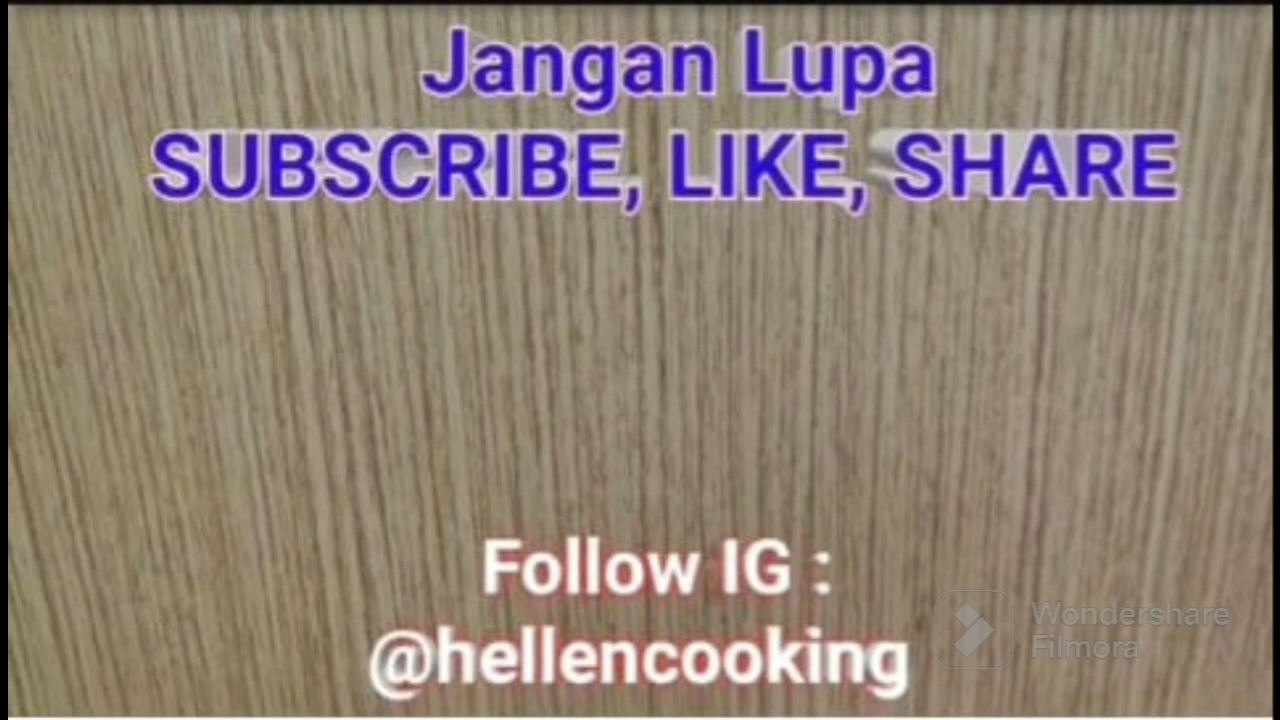 Jangan Lupa
SUBSCRIBE, LIKE, SHARE
Follow IG :
@hellencooking
Wondershare
Filmora